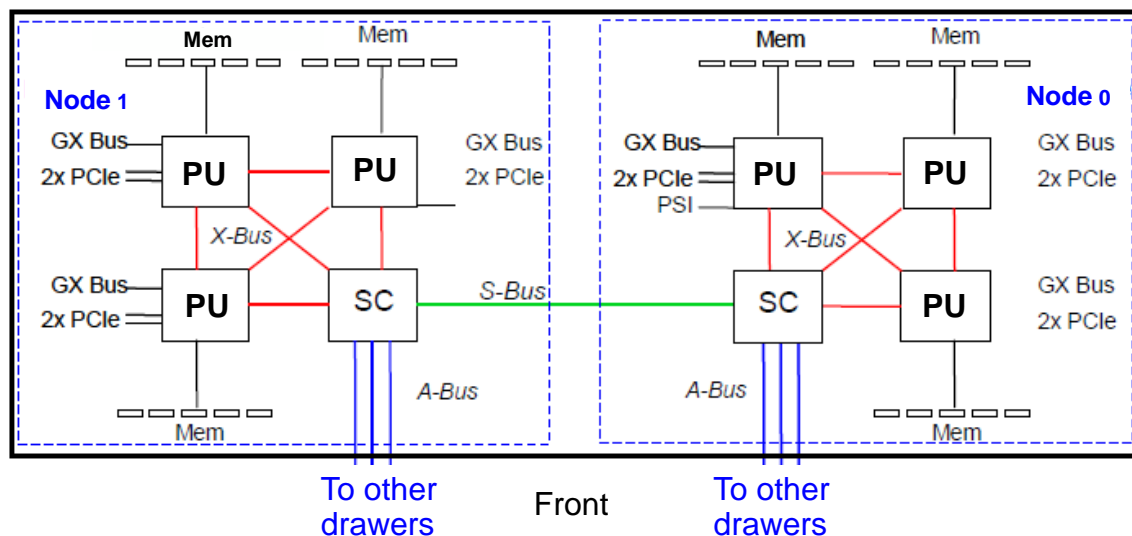 Mem
Mem
Mem
Mem
Node 1
Node 0
GX Bus
2x PCIe
PU
PU
GX Bus
2x PCIe
GX Bus
2x PCIe
PSI
PU
PU
GX Bus
2x PCIe
X-Bus
X-Bus
GX Bus
2x PCIe
PU
SC
S-Bus
SC
PU
GX Bus
2x PCIe
A-Bus
A-Bus
Mem
Mem
To other
drawers
Front
To other
drawers